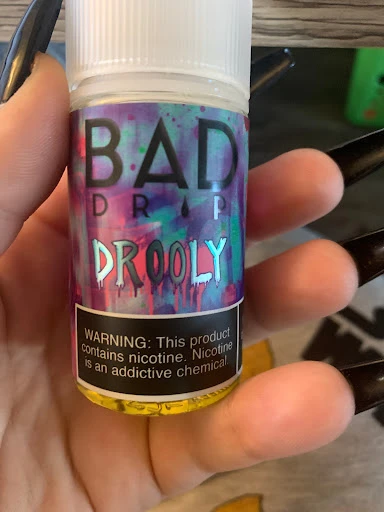 BAD
DRIP
DROOLY
WARNING: This product
contains nicotine. Nicotine
is an addictive chemical.